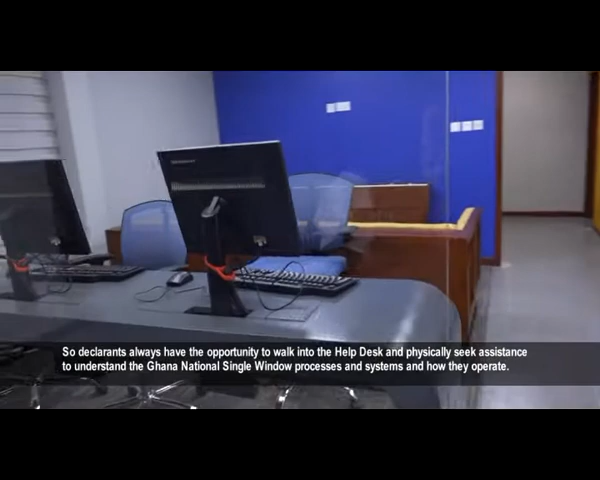 So declarants always have the opportunity to walk into the Help Desk and physically seek assistance
to understand the Ghana National Single Window processes and systems and how they operate.